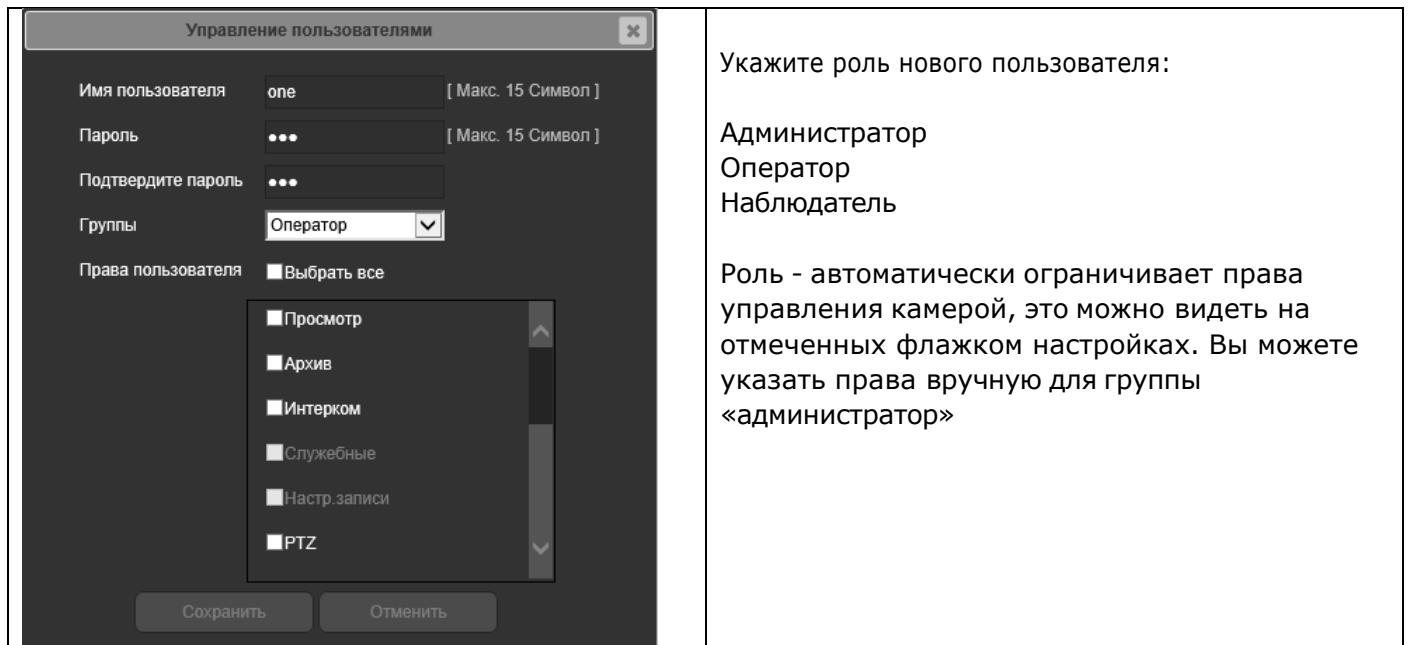 Управление пользователями
Имя пользователя one [ Макс. 15 Символ ]
Пароль ●●● [ Макс. 15 Символ ]
Подтвердите пароль ●●●
Группы Оператор
Права пользователя Выбрать все
Просмотр
Архив
Интерком
Служебные
Настр.записи
PTZ
Сохранить Отменить
Укажите роль нового пользователя:
Администратор
Оператор
Наблюдатель
Роль - автоматически ограничивает права
управления камерой, это можно видеть на
отмеченных флажком настройках. Вы можете
указать права вручную для группы
«администратор»